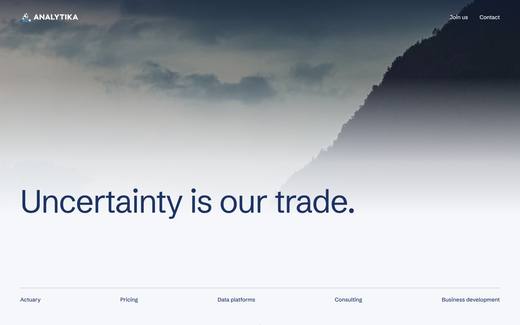 ANALYTIKA
Join us
Contact
Uncertainty is our trade.
Actuary
Pricing
Data platforms
Consulting
Business development